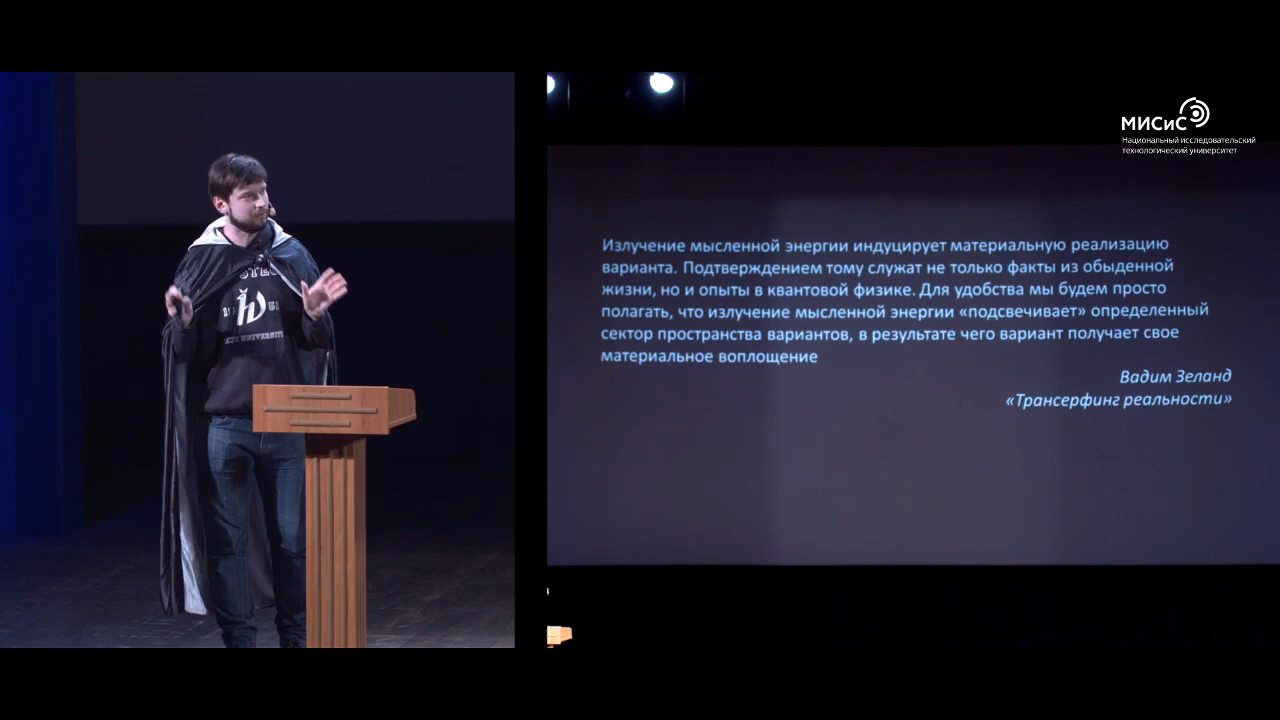 МИСиС
Национальный исследовательский
технологический университет
Излучение мысленной энергии индуцирует материальную реализацию
варианта. Подтверждением тому служат не только факты из обыденной
жизни, но и опыты в квантовой физике. Для удобства мы будем просто
полагать, что излучение мысленной энергии «подсвечивает» определенный
сектор пространства вариантов, в результате чего вариант получает свое
материальное воплощение
Вадим Зеланд
«Трансерфинг реальности»